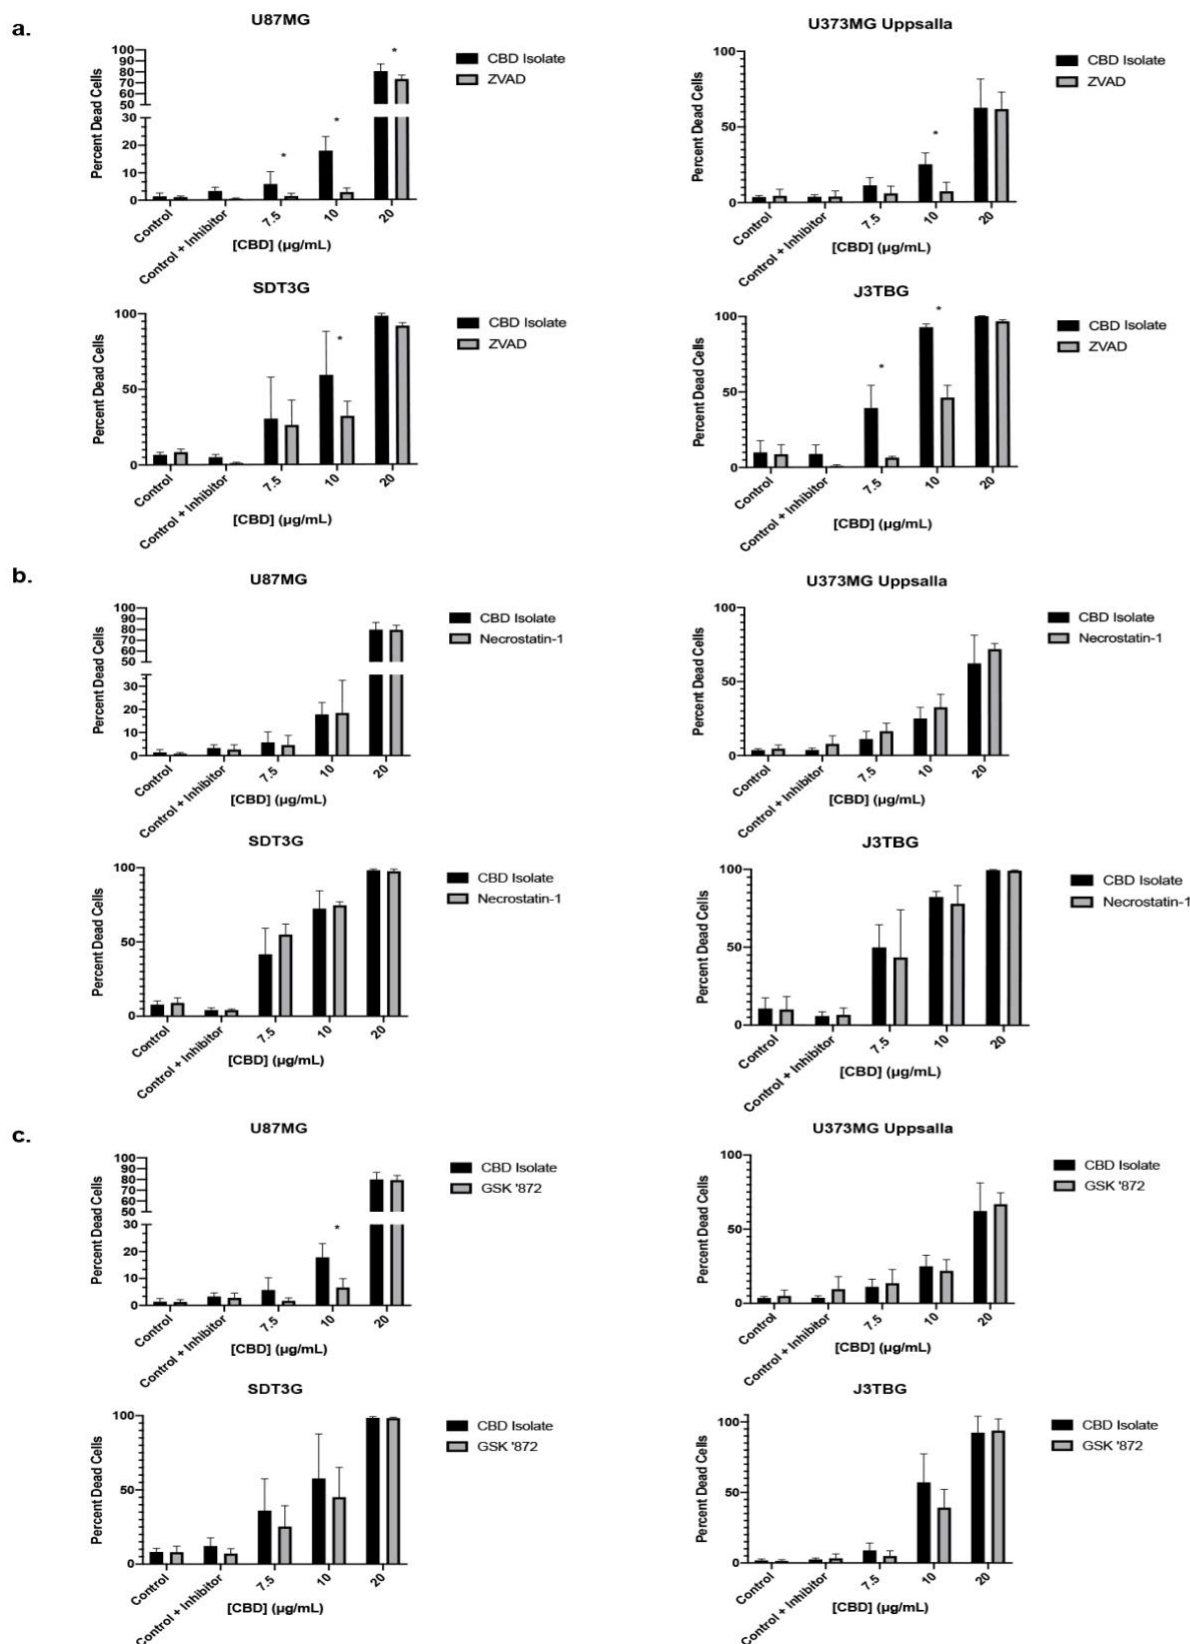 a.
U87MG
Percent Dead Cells
100
90
80
70
60
50
30
20
10
0
Control
Control + Inhibitor
7.5
10
20
[CBD] (µg/mL)
*
*
*
CBD Isolate
ZVAD
U373MG Uppsalla
Percent Dead Cells
100
50
0
Control
Control + Inhibitor
7.5
10
20
[CBD] (µg/mL)
*
CBD Isolate
ZVAD
SDT3G
Percent Dead Cells
100
50
0
Control
Control + Inhibitor
7.5
10
20
[CBD] (µg/mL)
*
CBD Isolate
ZVAD
J3TBG
Percent Dead Cells
100
50
0
Control
Control + Inhibitor
7.5
10
20
[CBD] (µg/mL)
*
*
CBD Isolate
ZVAD
b.
U87MG
Percent Dead Cells
100
90
80
70
60
50
30
20
10
0
Control
Control + Inhibitor
7.5
10
20
[CBD] (µg/mL)
CBD Isolate
Necrostatin-1
U373MG Uppsalla
Percent Dead Cells
100
50
0
Control
Control + Inhibitor
7.5
10
20
[CBD] (µg/mL)
CBD Isolate
Necrostatin-1
SDT3G
Percent Dead Cells
100
50
0
Control
Control + Inhibitor
7.5
10
20
[CBD] (µg/mL)
CBD Isolate
Necrostatin-1
J3TBG
Percent Dead Cells
100
50
0
Control
Control + Inhibitor
7.5
10
20
[CBD] (µg/mL)
CBD Isolate
Necrostatin-1
c.
U87MG
Percent Dead Cells
100
90
80
70
60
50
30
20
10
0
Control
Control + Inhibitor
7.5
10
20
[CBD] (µg/mL)
*
CBD Isolate
GSK '872
U373MG Uppsalla
Percent Dead Cells
100
50
0
Control
Control + Inhibitor
7.5
10
20
[CBD] (µg/mL)
CBD Isolate
GSK '872
SDT3G
Percent Dead Cells
100
50
0
Control
Control + Inhibitor
7.5
10
20
[CBD] (µg/mL)
CBD Isolate
GSK '872
J3TBG
Percent Dead Cells
100
50
0
Control
Control + Inhibitor
7.5
10
20
[CBD] (µg/mL)
CBD Isolate
GSK '872